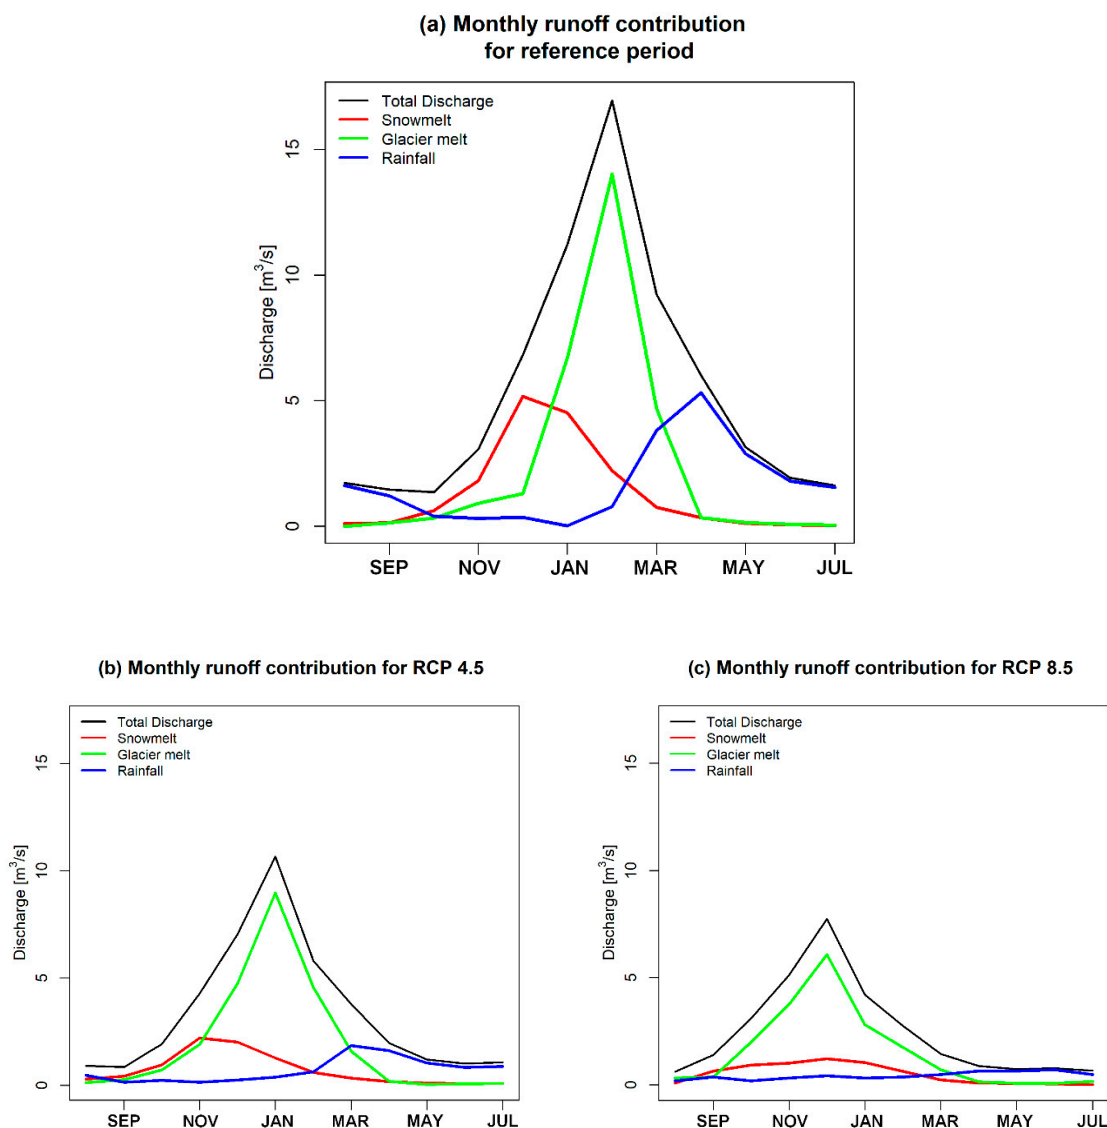 (a) Monthly runoff contribution
for reference period
Total Discharge
Snowmelt
Glacier melt
Rainfall
Discharge [m³/s]
15
10
5
0
SEP NOV JAN MAR MAY JUL
(b) Monthly runoff contribution for RCP 4.5
Total Discharge
Snowmelt
Glacier melt
Rainfall
Discharge [m³/s]
15
10
5
0
SEP NOV JAN MAR MAY JUL
(c) Monthly runoff contribution for RCP 8.5
Total Discharge
Snowmelt
Glacier melt
Rainfall
Discharge [m³/s]
15
10
5
0
SEP NOV JAN MAR MAY JUL